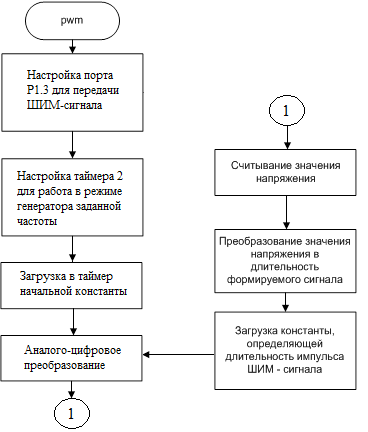 pwm
Настройка порта
P1.3 для передачи
ШИМ-сигнала
Настройка таймера 2
для работа в режиме
генератора заданной
частоты
Загрузка в таймер
начальной константы
Аналого-цифровое
преобразование
1
1
Считывание значения
напряжения
Преобразование значения
напряжения в
длительность
формируемого сигнала
Загрузка константы,
определяющей
длительность импульса
ШИМ - сигнала